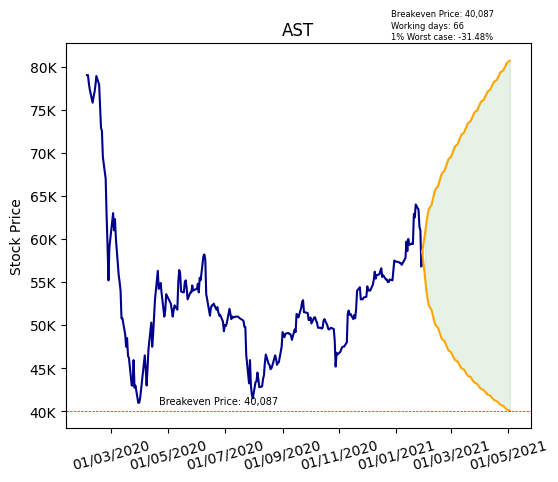 Breakeven Price: 40,087
Working days: 66
1% Worst case: -31.48%
AST
Stock Price
80K
75K
70K
65K
60K
55K
50K
45K
40K
Breakeven Price: 40,087
01/03/2020
01/05/2020
01/07/2020
01/09/2020
01/11/2020
01/01/2021
01/03/2021
01/05/2021